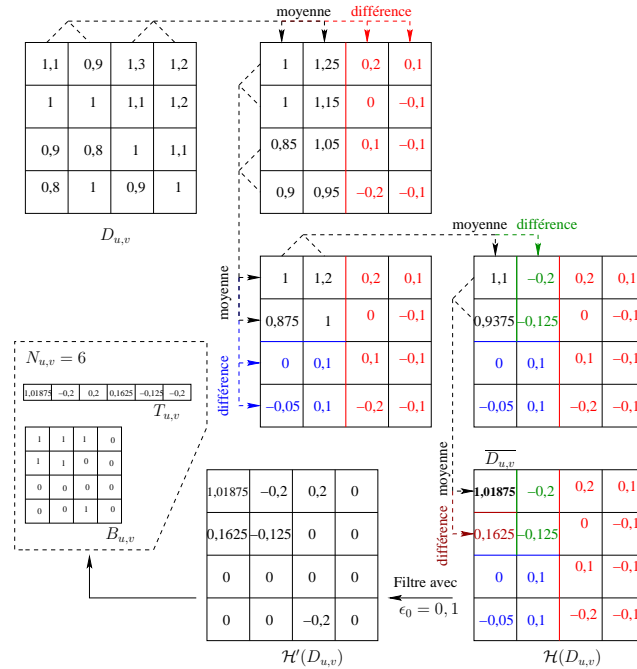 moyenne différence
1,1 0,9 1,3 1,2
1 1 1,1 1,2
0,9 0,8 1 1,1
0,8 1 0,9 1
D_{u,v}
1 1,25 0,2 0,1
1 1,15 0 −0,1
0,85 1,05 0,1 −0,1
0,9 0,95 −0,2 −0,1
moyenne différence
moyenne
différence
1 1,2 0,2 0,1
0,875 1 0 −0,1
0 0,1 0,1 −0,1
−0,05 0,1 −0,2 −0,1
1,1 −0,2 0,2 0,1
0,9375 −0,125 0 −0,1
0 0,1 0,1 −0,1
−0,05 0,1 −0,2 −0,1
N_{u,v} = 6
1,01875 −0,2 0,2 0,1625 −0,125 −0,2
T_{u,v}
1 1 1 0
1 1 0 0
0 0 0 0
0 0 1 0
B_{u,v}
1,01875 −0,2 0,2 0
0,1625 −0,125 0 0
0 0 0 0
0 0 −0,2 0
H′(D_{u,v})
Filtre avec
ϵ_0 = 0, 1
moyenne
différence
\overline{D_{u,v}}
1,01875 −0,2 0,2 0,1
0,1625 −0,125 0 −0,1
0 0,1 0,1 −0,1
−0,05 0,1 −0,2 −0,1
H(D_{u,v})